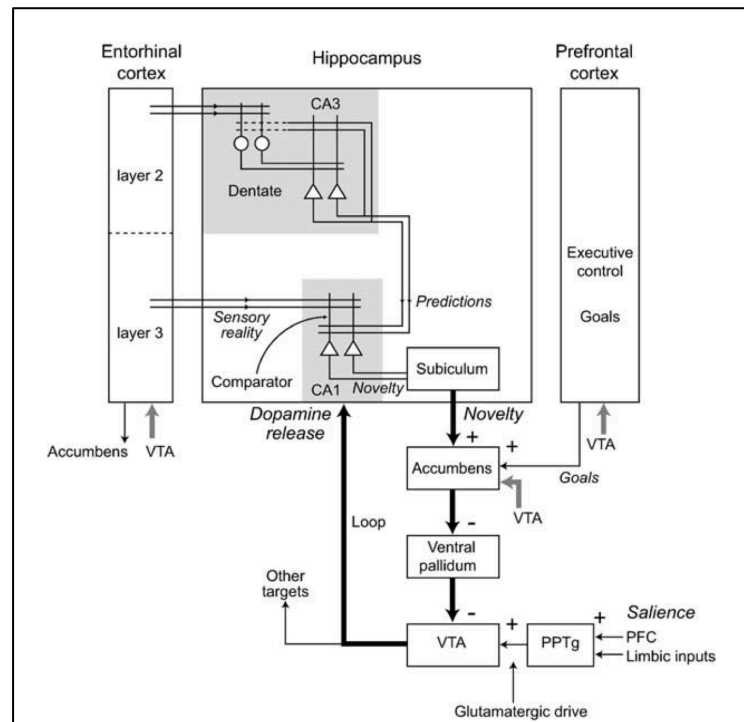 Entorhinal
cortex
Hippocampus
Prefrontal
cortex
CA3
layer 2
Dentate
Executive
control
Goals
Predictions
Sensory
reality
layer 3
Comparator
CA1
Novelty
Subiculum
Dopamine
release
Novelty
Accumbens
VTA
VTA
+
+
Accumbens
Goals
VTA
-
Loop
Ventral
pallidum
Other
targets
-
+
+
Salience
VTA
PPTg
PFC
Limbic inputs
Glutamatergic drive